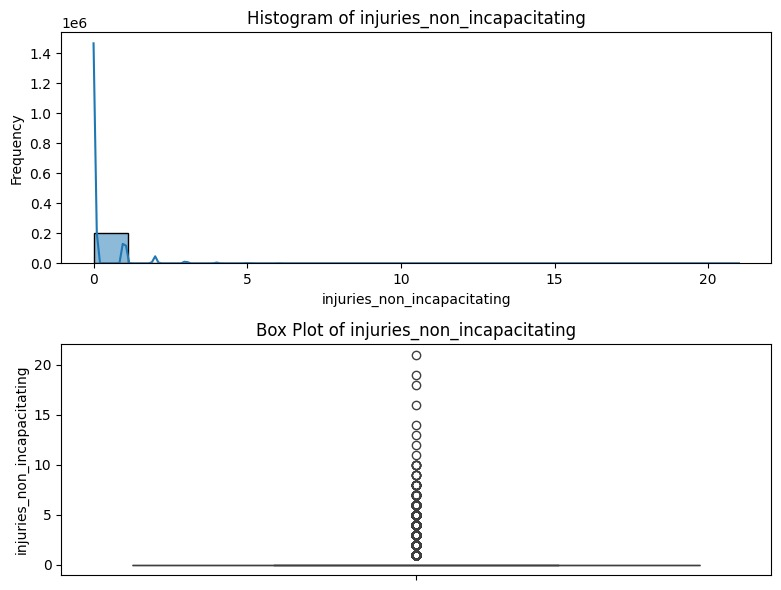 Histogram of injuries_non_incapacitating
1e6
1.4
1.2
1.0
0.8
0.6
0.4
0.2
0.0
Frequency
0 5 10 15 20
injuries_non_incapacitating
Box Plot of injuries_non_incapacitating
20
15
10
5
0
injuries_non_incapacitating